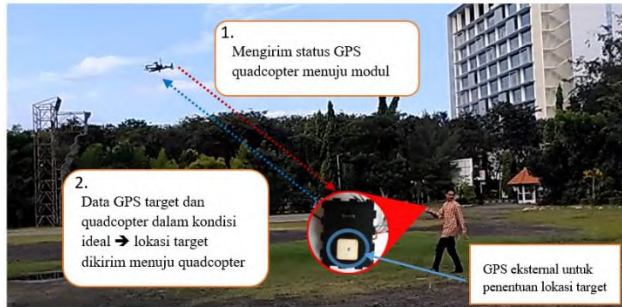 1.
Mengirim status GPS
quadcopter menuju modul
2.
Data GPS target dan
quadcopter dalam kondisi
ideal ➔ lokasi target
dikirim menuju quadcopter
GPS eksternal untuk
penentuan lokasi target